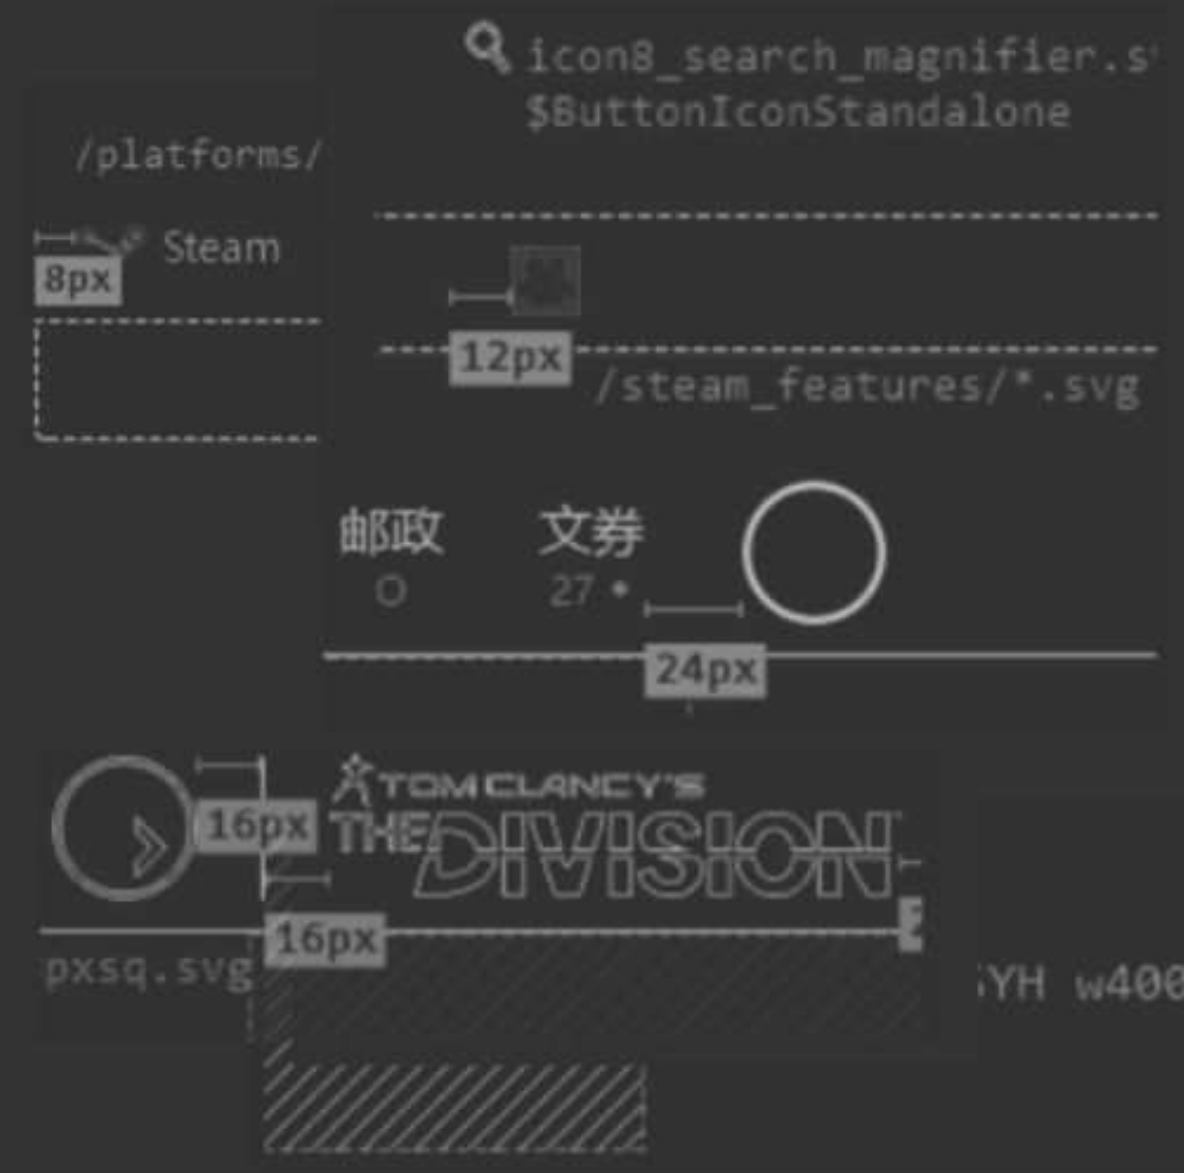 icon8_search_magnifier.s
$ButtonIconStandalone
/platforms/
Steam
8px
12px
/steam_features/*.svg
邮政
文券
0
27 •
24px
TOM CLANCY'S
16px
THE DIVISION
16px
pxsq.svg
YH w400